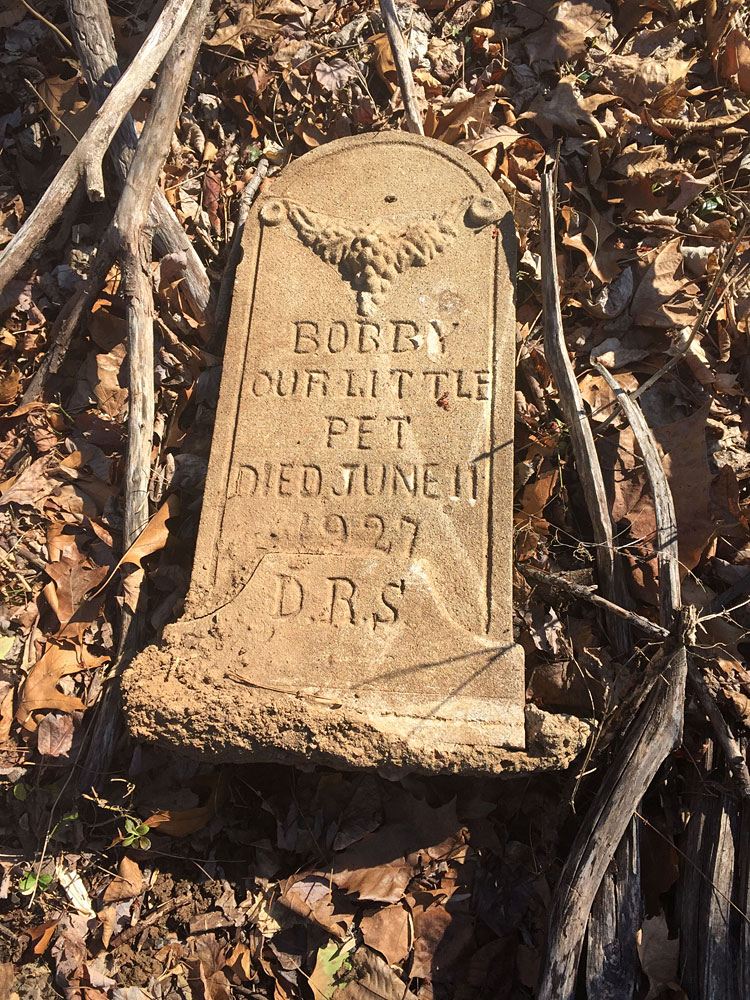 BOBBY
OUR LITTLE
PET
DIED JUNE 11
1927
D.R.S